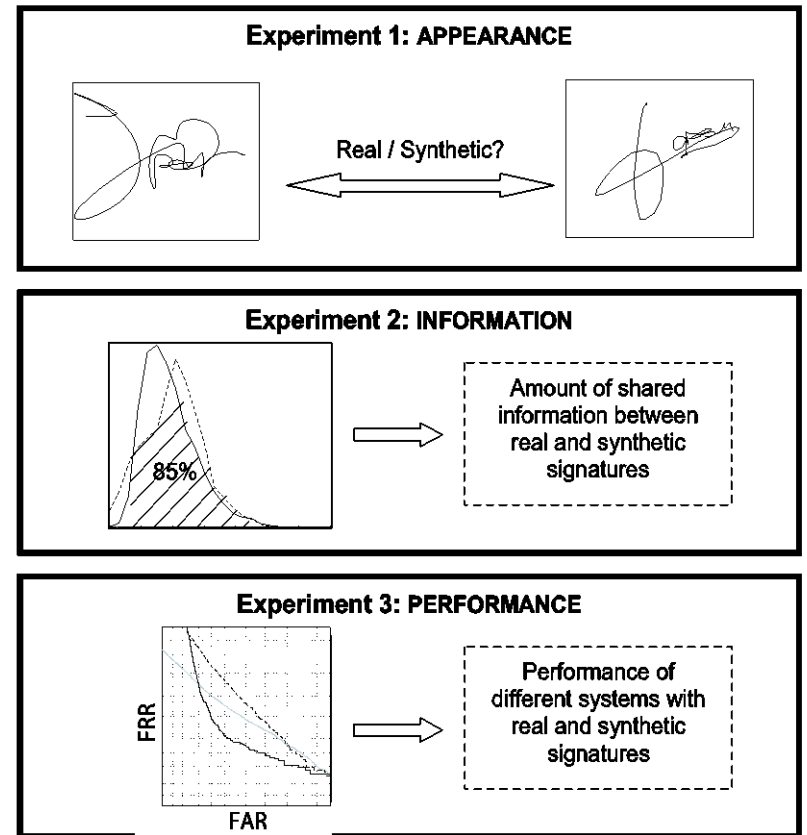 Experiment 1: APPEARANCE
Real / Synthetic?
Experiment 2: INFORMATION
85%
Amount of shared
information between
real and synthetic
signatures
Experiment 3: PERFORMANCE
FRR
FAR
Performance of
different systems with
real and synthetic
signatures